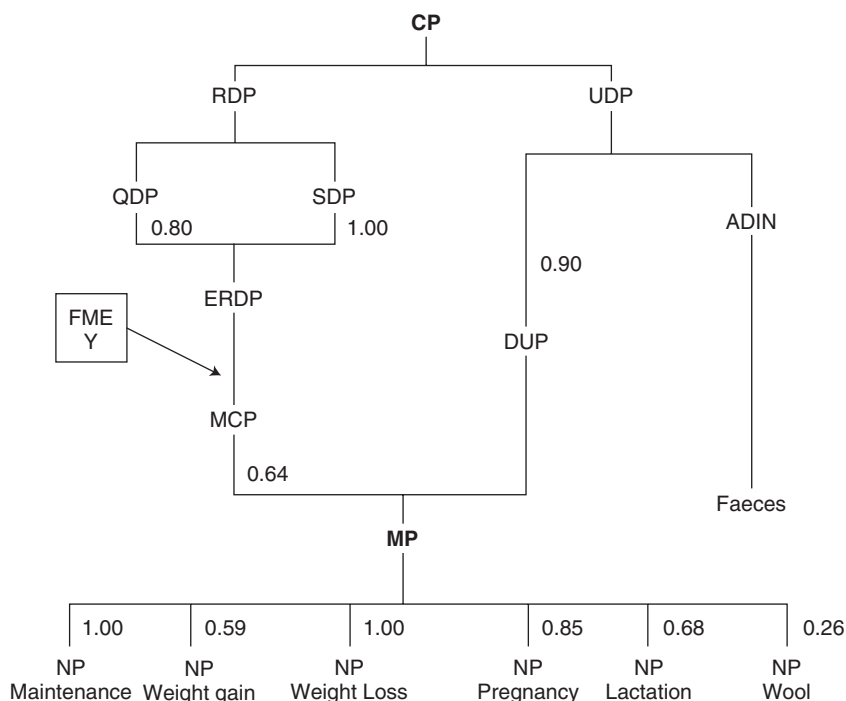 CP
RDP UDP
QDP SDP
ADIN
0.80 1.00
0.90
ERDP
FME
Y
DUP
MCP
0.64
Faeces
MP
1.00 0.59 1.00 0.85 0.68 0.26
NP NP NP NP NP NP
Maintenance Weight gain Weight Loss Pregnancy Lactation Wool